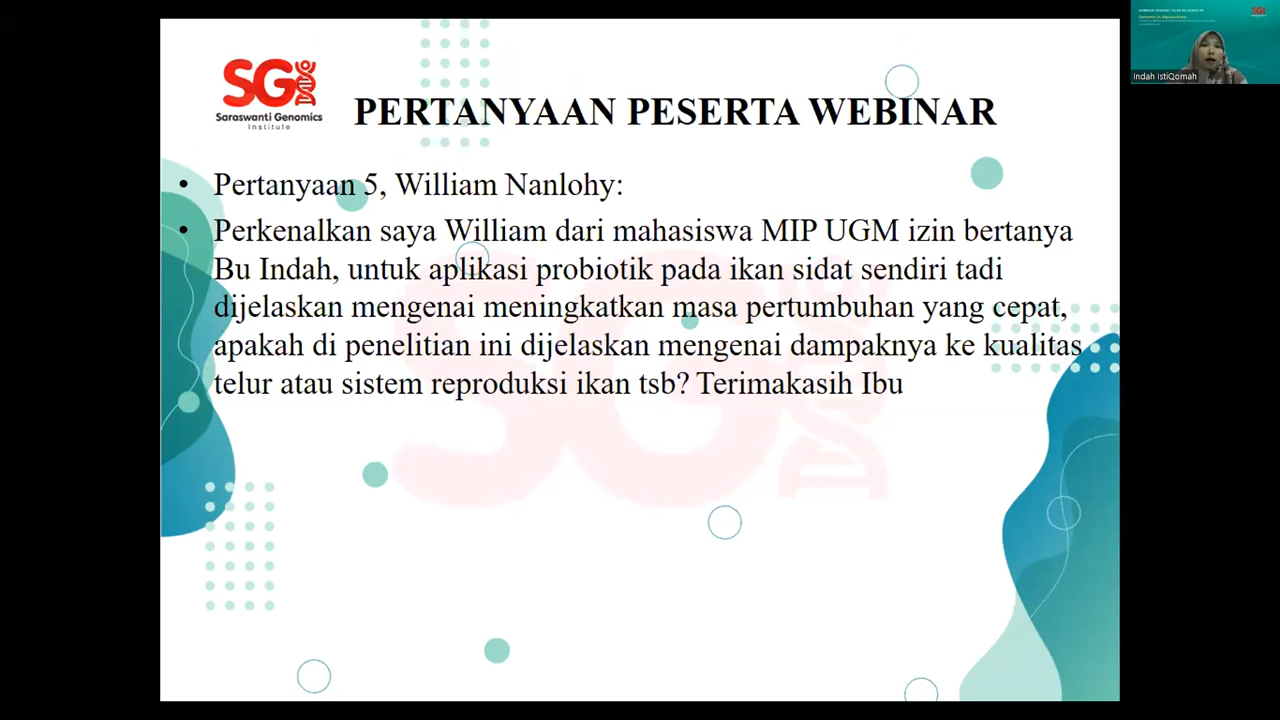 SG
Saraswanti Genomics
Institute
PERTANYAAN PESERTA WEBINAR
• Pertanyaan 5, William Nanlohy:
• Perkenalkan saya William dari mahasiswa MIP UGM izin bertanya
Bu Indah, untuk aplikasi probiotik pada ikan sidat sendiri tadi
dijelaskan mengenai meningkatkan masa pertumbuhan yang cepat,
apakah di penelitian ini dijelaskan mengenai dampaknya ke kualitas
telur atau sistem reproduksi ikan tsb? Terimakasih Ibu
Indah IstiQomah